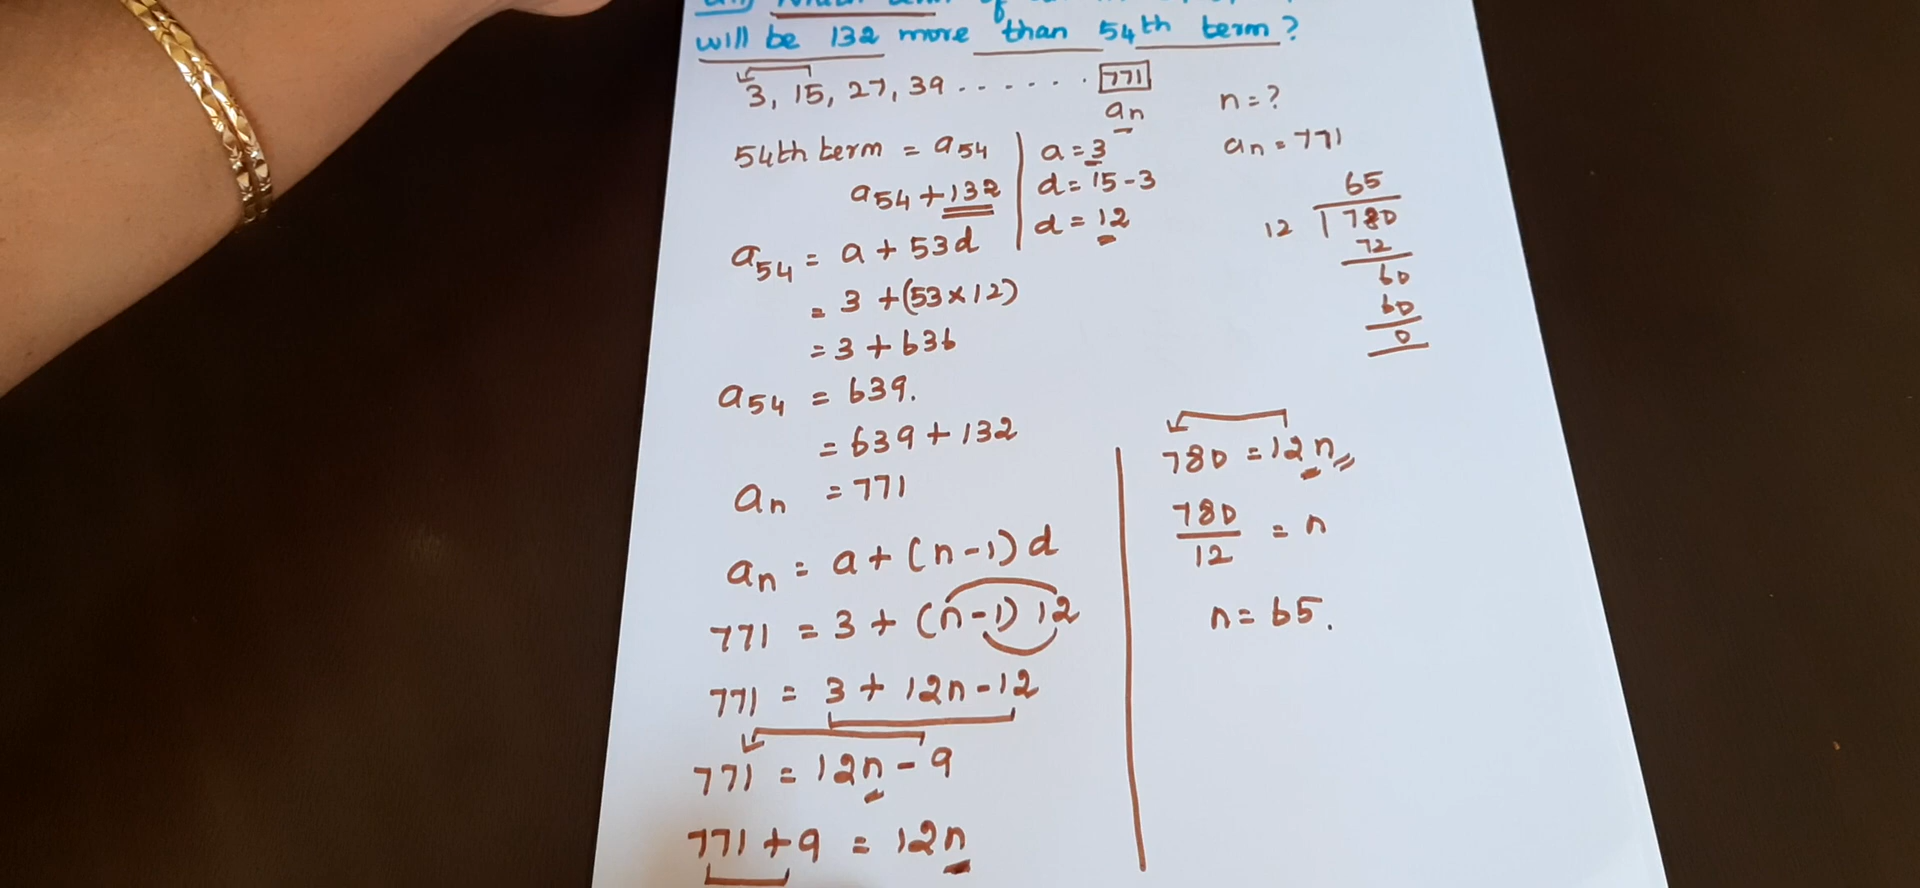 will be 132 more than 54th term?
3, 15, 27, 39 ...... 771
an
n = ?
an = 771
54th term = a54
a54 + 132
a = 3
d = 15 - 3
d = 12
65
12 780
72
60
60
0
a54 = a + 53d
= 3 + (53 × 12)
= 3 + 636
a54 = 639.
= 639 + 132
an = 771
an = a + (n - 1) d
771 = 3 + (n - 1) 12
771 = 3 + 12n - 12
771 = 12n - 9
771 + 9 = 12n
780 = 12n
780/12 = n
n = 65.